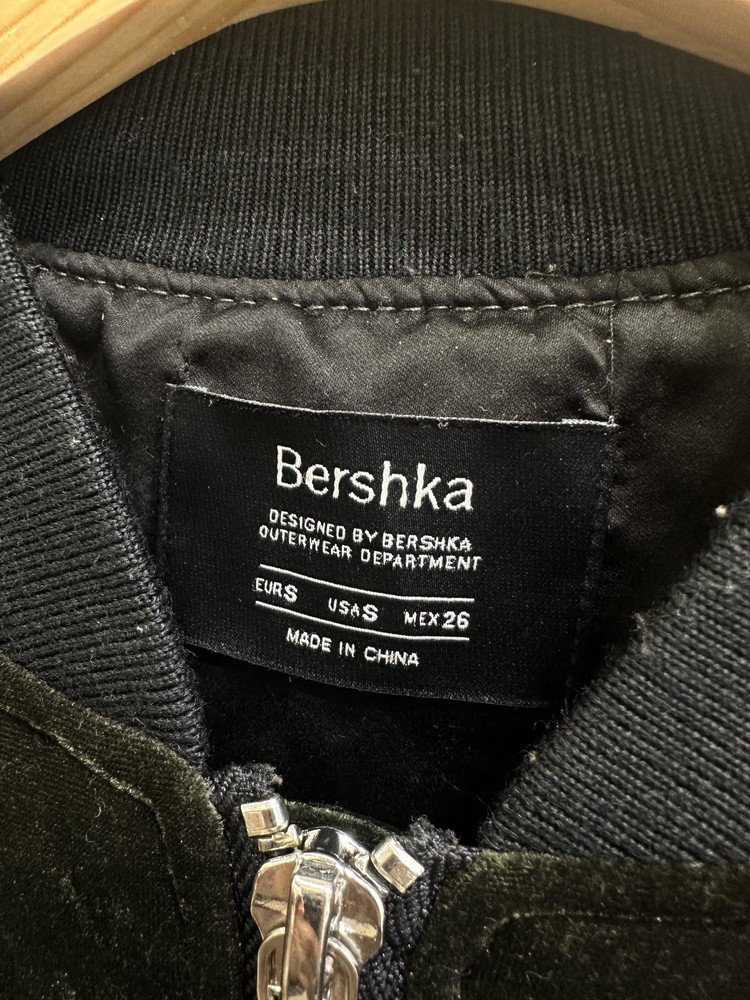 Bershka
DESIGNED BY BERSHKA
OUTERWEAR DEPARTMENT
EUR S USA S MEX 26
MADE IN CHINA